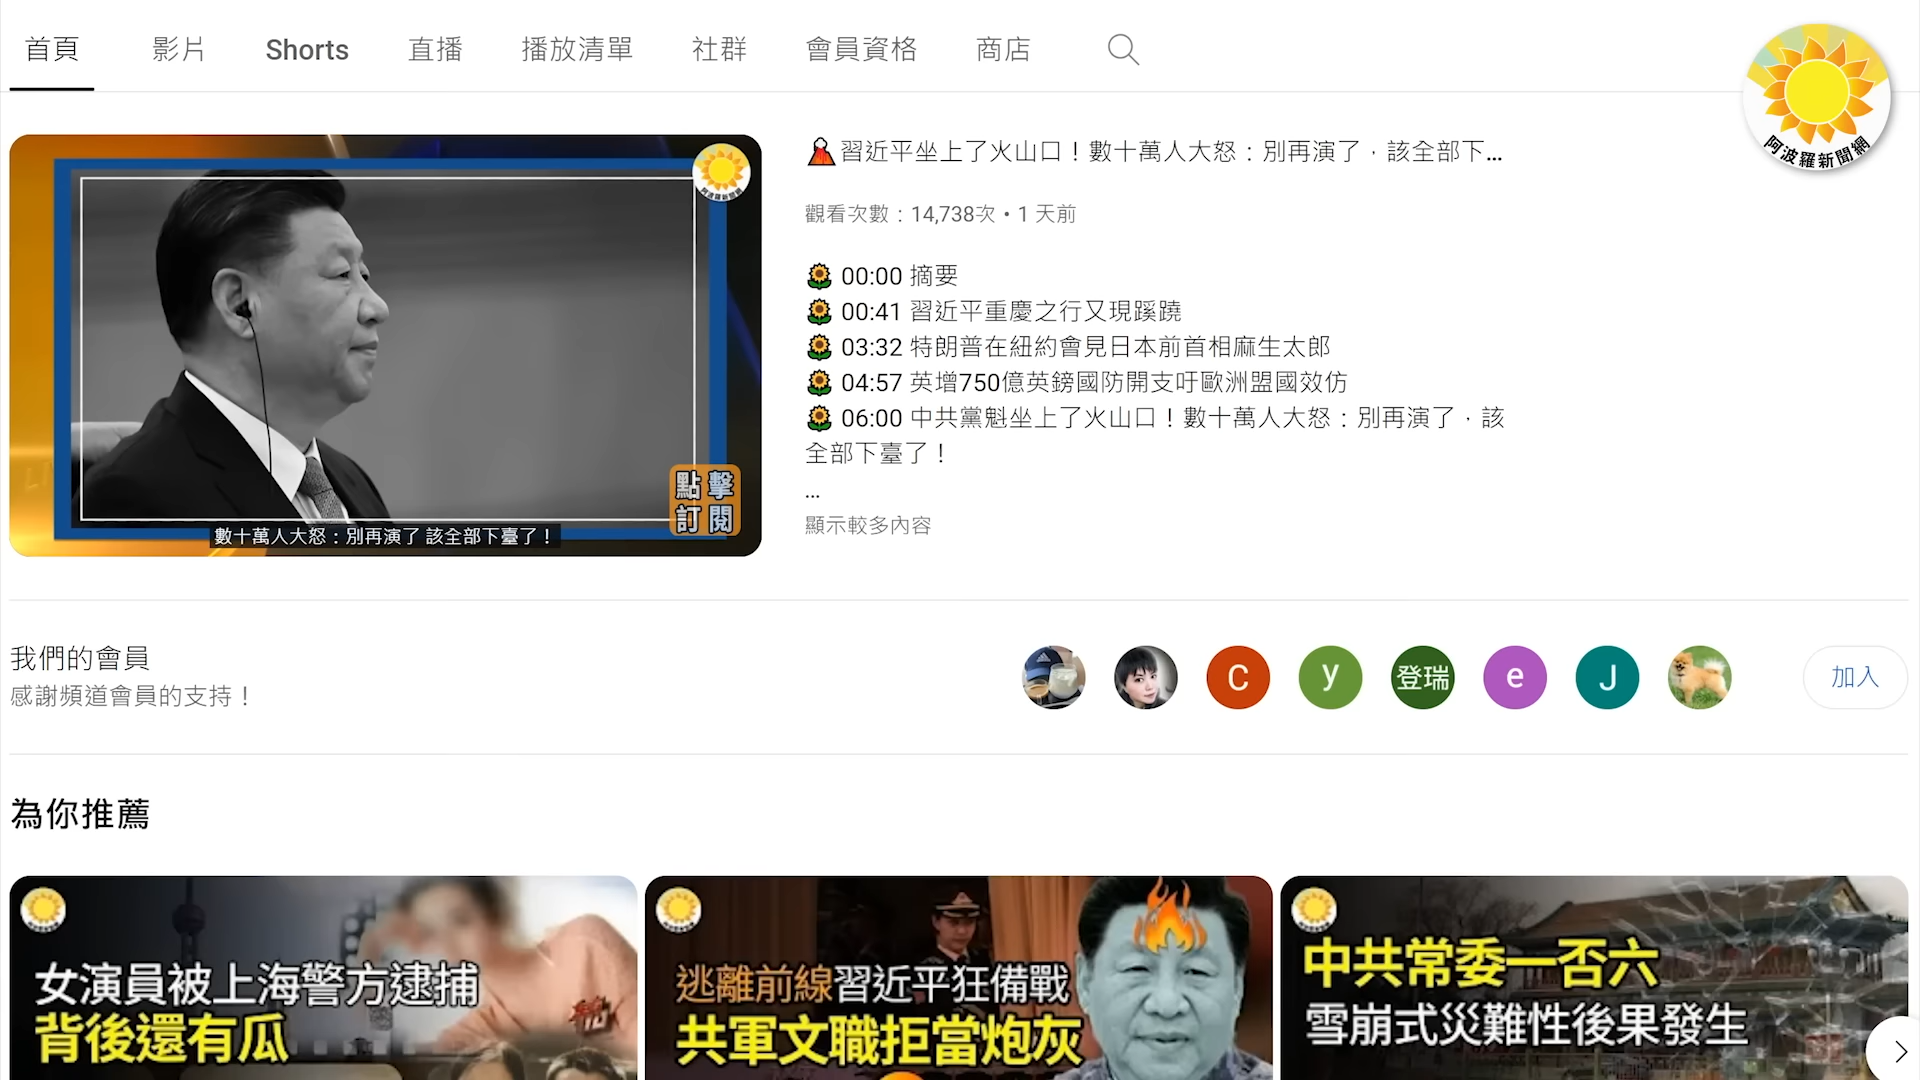 首頁
影片
Shorts
直播
播放清單
社群
會員資格
商店
阿波羅新聞網
點擊
訂閱
數十萬人大怒：別再演了 該全部下臺了！
🌋習近平坐上了火山口！數十萬人大怒：別再演了，該全部下...
觀看次數：14,738次 • 1 天前
🌻 00:00 摘要
🌻 00:41 習近平重慶之行又現蹊蹺
🌻 03:32 特朗普在紐約會見日本前首相麻生太郎
🌻 04:57 英增750億英鎊國防開支吁歐洲盟國效仿
🌻 06:00 中共黨魁坐上了火山口！數十萬人大怒：別再演了，該
全部下臺了！
...
顯示較多內容
我們的會員
感謝頻道會員的支持！
C
y
登瑞
e
J
加入
為你推薦
女演員被上海警方逮捕
背後還有瓜
逃離前線習近平狂備戰
共軍文職拒當炮灰
中共常委一否六
雪崩式災難性後果發生